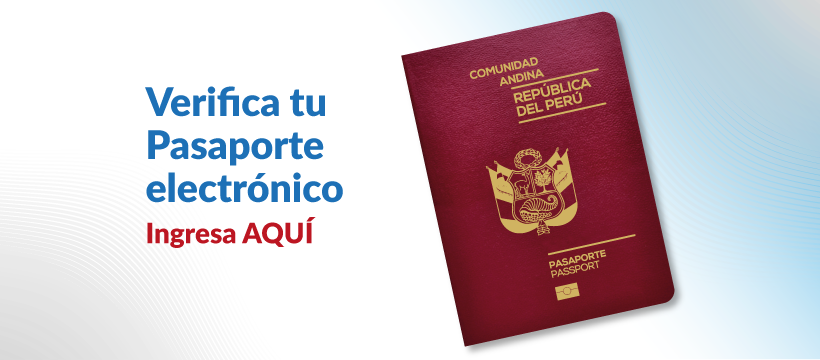 Verifica tu
Pasaporte
electrónico
Ingresa AQUÍ
COMUNIDAD
ANDINA
REPÚBLICA
DEL PERÚ
PASAPORTE
PASSPORT